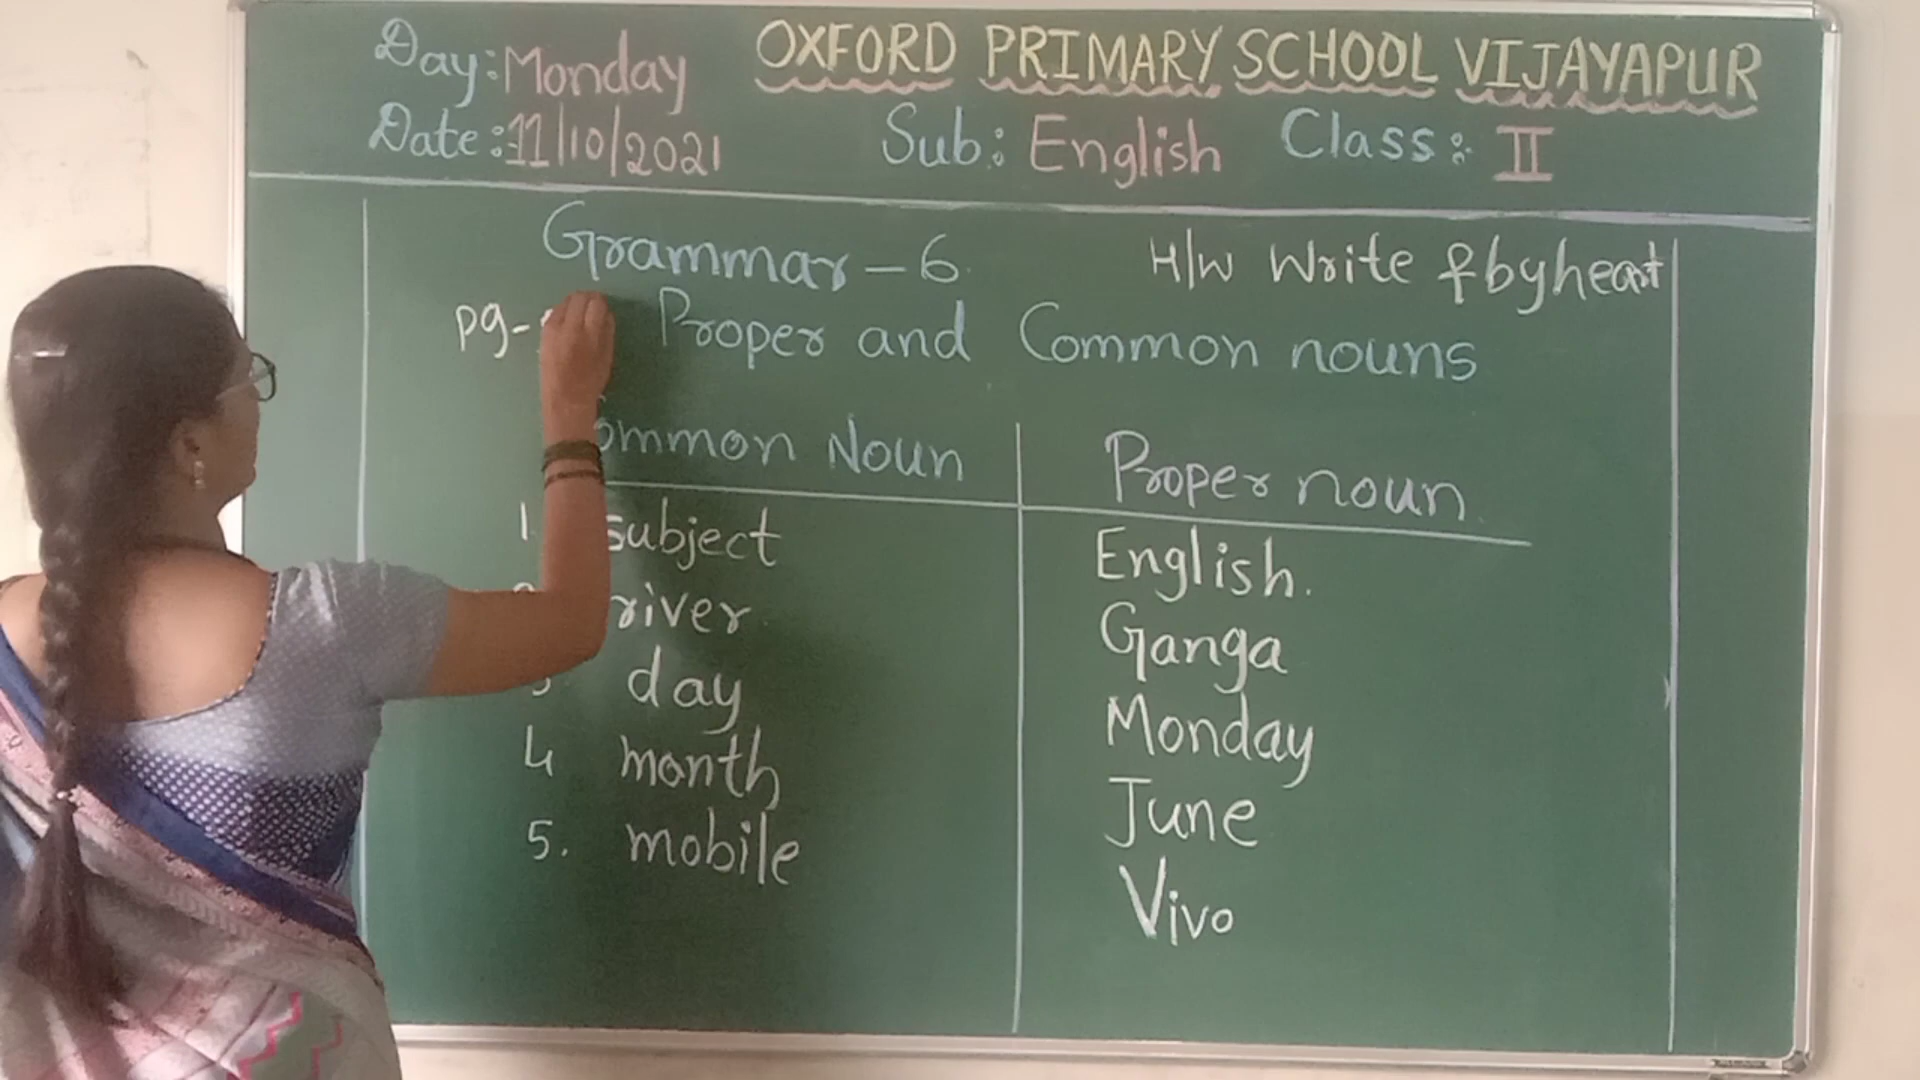 Day: Monday OXFORD PRIMARY SCHOOL VIJAYAPUR
Date: 11/10/2021 Sub: English Class: II
Grammar - 6 H/W Write & byheart
pg- Proper and Common nouns
Common Noun Proper noun
1. subject English.
river Ganga
3. day Monday
4 month June
5. mobile Vivo